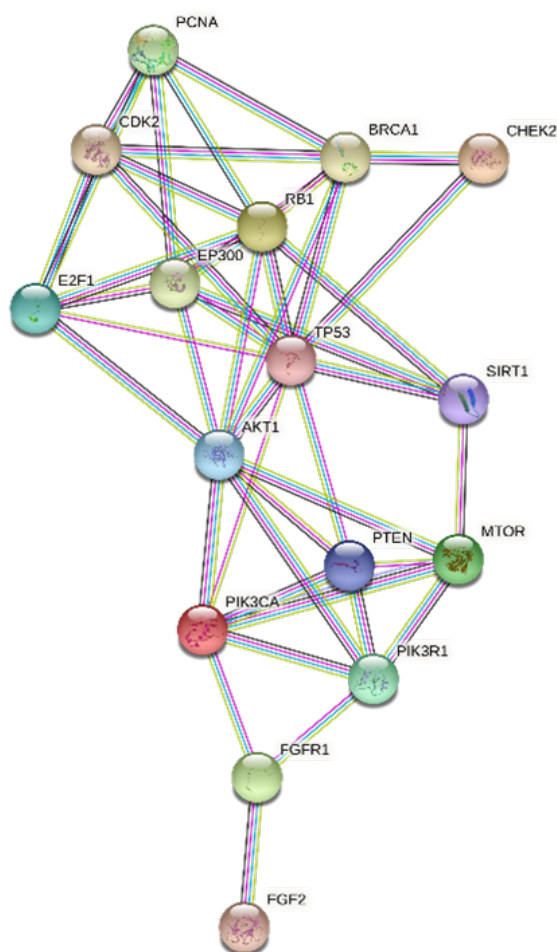 PCNA
CDK2
BRCA1
CHEK2
RB1
EP300
E2F1
TP53
SIRT1
AKT1
PTEN
MTOR
PIK3CA
PIK3R1
FGFR1
FGF2